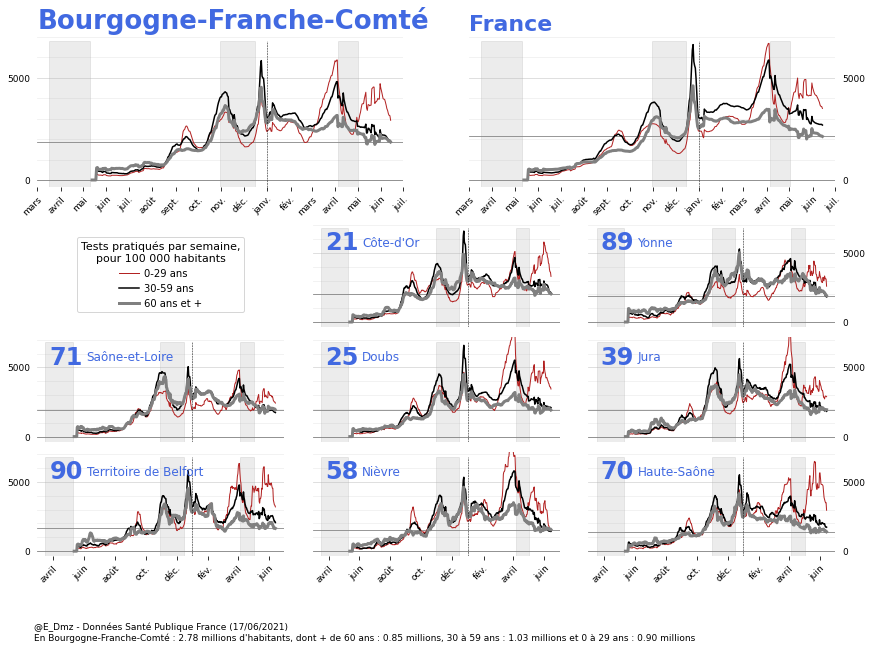 Bourgogne-Franche-Comté
France
5000
0
5000
0
mars avril mai juin juil. août sept. oct. nov. déc. janv. fév. mars avril mai juin juil.
mars avril mai juin juil. août sept. oct. nov. déc. janv. fév. mars avril mai juin juil.
Tests pratiqués par semaine,
pour 100 000 habitants
0-29 ans
30-59 ans
60 ans et +
21 Côte-d'Or
89 Yonne
5000
0
71 Saône-et-Loire
25 Doubs
39 Jura
5000
0
5000
0
90 Territoire de Belfort
58 Nièvre
70 Haute-Saône
5000
0
5000
0
avril juin août oct. déc. fév. avril juin
avril juin août oct. déc. fév. avril juin
avril juin août oct. déc. fév. avril juin
@E_Dmz - Données Santé Publique France (17/06/2021)
En Bourgogne-Franche-Comté : 2.78 millions d'habitants, dont + de 60 ans : 0.85 millions, 30 à 59 ans : 1.03 millions et 0 à 29 ans : 0.90 millions